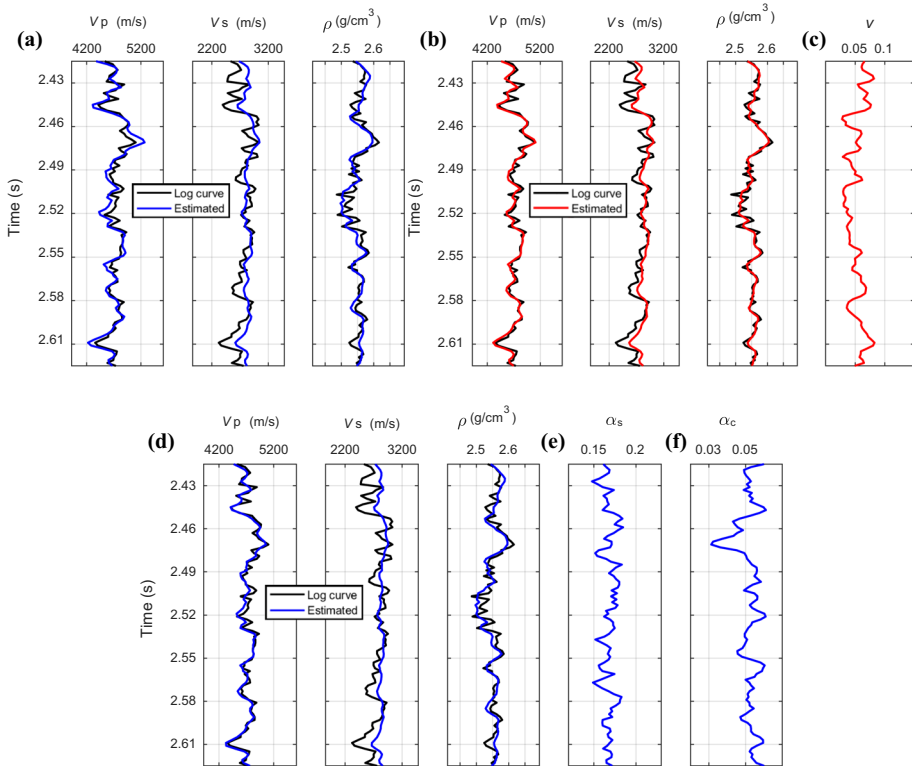 Vp (m/s) Vs (m/s) ρ (g/cm³) Vp (m/s) Vs (m/s) ρ (g/cm³) v
(a) 4200 5200 2200 3200 2.5 2.6 (b) 4200 5200 2200 3200 2.5 2.6 (c) 0.05 0.1
2.43
2.46
2.49
2.52
2.55
2.58
2.61
Time (s)
Log curve
Estimated
2.43
2.46
2.49
2.52
2.55
2.58
2.61
Time (s)
Log curve
Estimated
Vp (m/s) Vs (m/s) ρ (g/cm³) αs αc
(d) 4200 5200 2200 3200 2.5 2.6 (e) 0.15 0.2 (f) 0.03 0.05
2.43
2.46
2.49
2.52
2.55
2.58
2.61
Time (s)
Log curve
Estimated